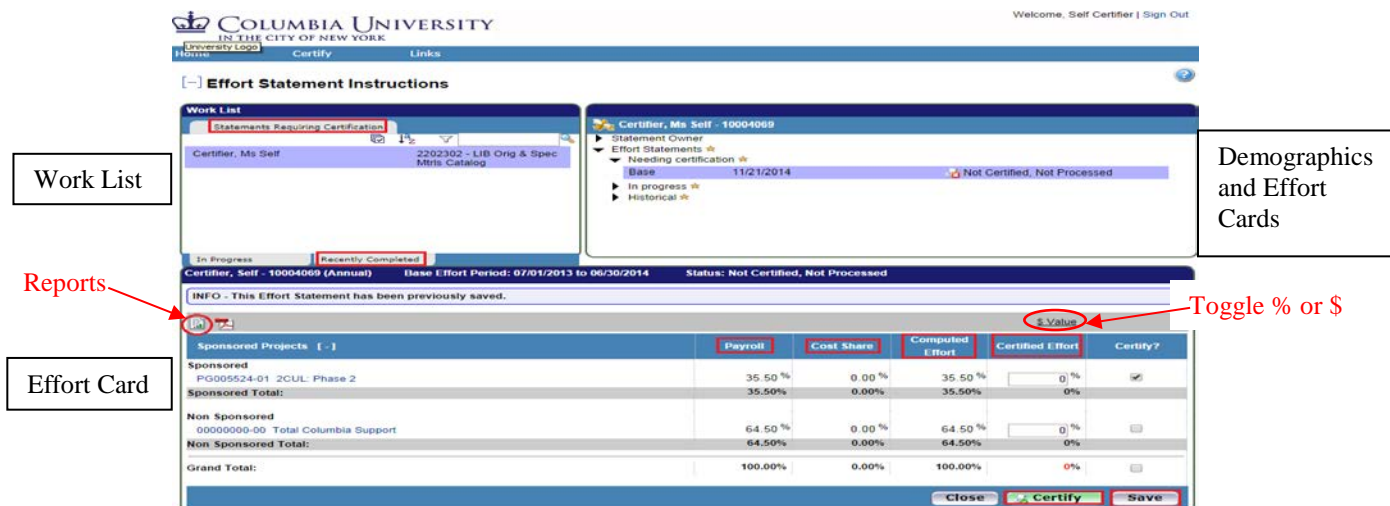 Welcome, Self Certifier | Sign Out
COLUMBIA UNIVERSITY
IN THE CITY OF NEW YORK
University Logo
Home Certify Links
[-] Effort Statement Instructions
?
Work List
Statements Requiring Certification
Certifier, Ms Self 2202302 - LIB Orig & Spec
Mtrls Catalog
In Progress Recently Completed
Certifier, Ms Self - 10004069
Statement Owner
Effort Statements
Needing certification
Base 11/21/2014 Not Certified, Not Processed
In progress
Historical
Work List
Demographics
and Effort
Cards
Certifier, Self - 10004069 (Annual) Base Effort Period: 07/01/2013 to 06/30/2014 Status: Not Certified, Not Processed
Reports
INFO - This Effort Statement has been previously saved.
Toggle % or $
$ Value
Sponsored Projects [-] Payroll Cost Share Computed Effort Certified Effort Certify?
Effort Card
Sponsored
PG005524-01 2CUL: Phase 2 35.50 % 0.00 % 35.50 % 0 %
Sponsored Total: 35.50% 0.00% 35.50% 0%
Non Sponsored
00000000-00 Total Columbia Support 64.50 % 0.00 % 64.50 % 0 %
Non Sponsored Total: 64.50% 0.00% 64.50% 0%
Grand Total: 100.00% 0.00% 100.00% 0%
Close Certify Save